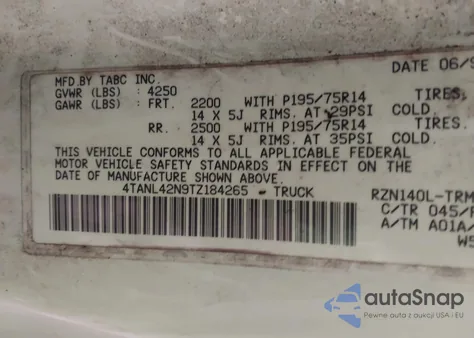 MFD.BY TABC INC. DATE 06/9
GVWR (LBS) : 4250
GAWR (LBS) : FRT. 2200 WITH P195/75R14 TIRES.
14 X 5J RIMS. AT 29PSI COLD.
RR. 2500 WITH P195/75R14 TIRES.
14 X 5J RIMS. AT 35PSI COLD.
THIS VEHICLE CONFORMS TO ALL APPLICABLE FEDERAL
MOTOR VEHICLE SAFETY STANDARDS IN EFFECT ON THE
DATE OF MANUFACTURE SHOWN ABOVE.
4TANL42N9TZ184265 - TRUCK RZN140L-TRM
C/TR 045/F
A/TM A01A/
W5
autoSnap
Pewne auta z aukcji USA i EU